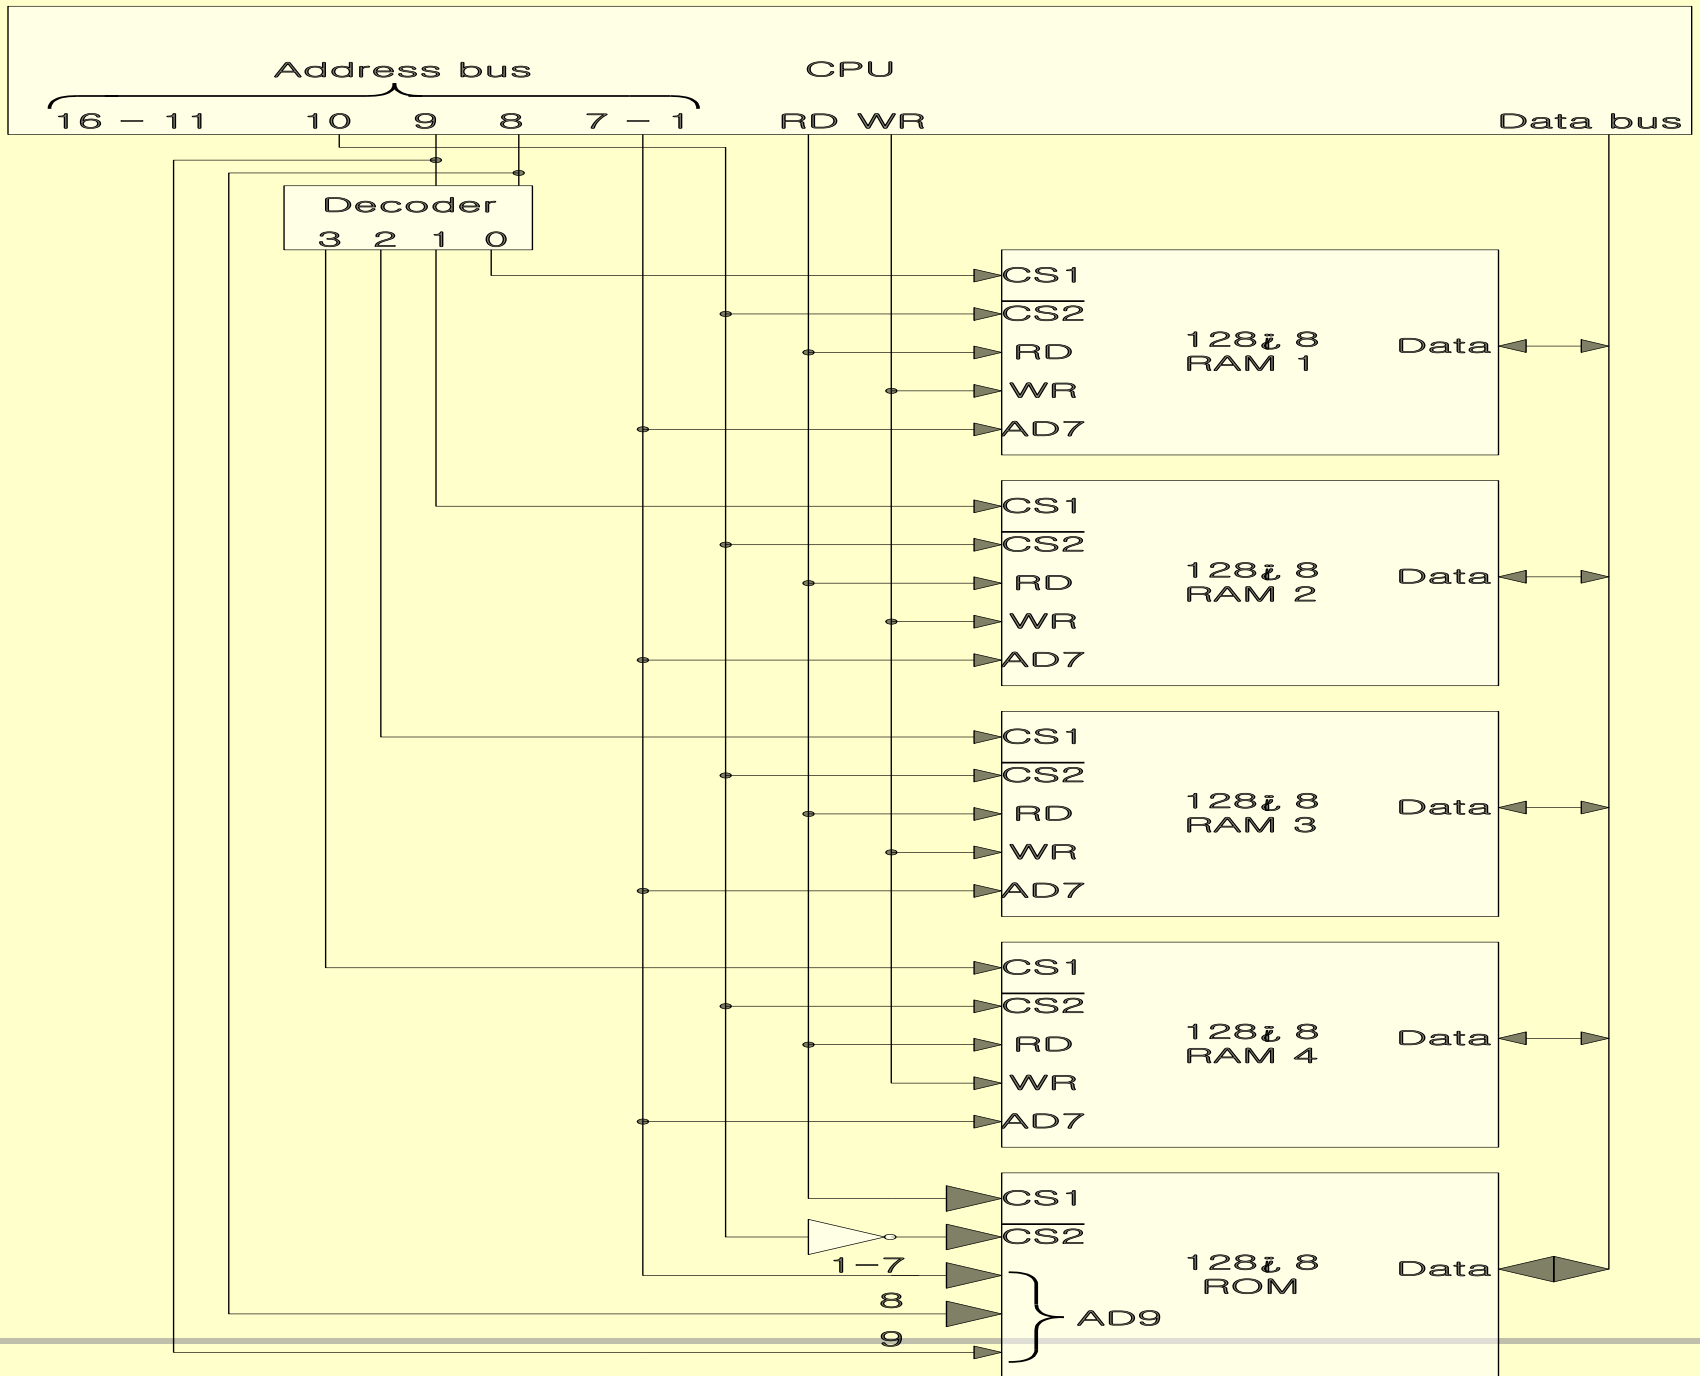 Address bus CPU
16 - 11 10 9 8 7 - 1 RD WR Data bus
Decoder
3 2 1 0
CS1
CS2
RD
WR
AD7
128 8
RAM 1
Data
CS1
CS2
RD
WR
AD7
128 8
RAM 2
Data
CS1
CS2
RD
WR
AD7
128 8
RAM 3
Data
CS1
CS2
RD
WR
AD7
128 8
RAM 4
Data
CS1
CS2
1-7
8
9
AD9
128 8
ROM
Data